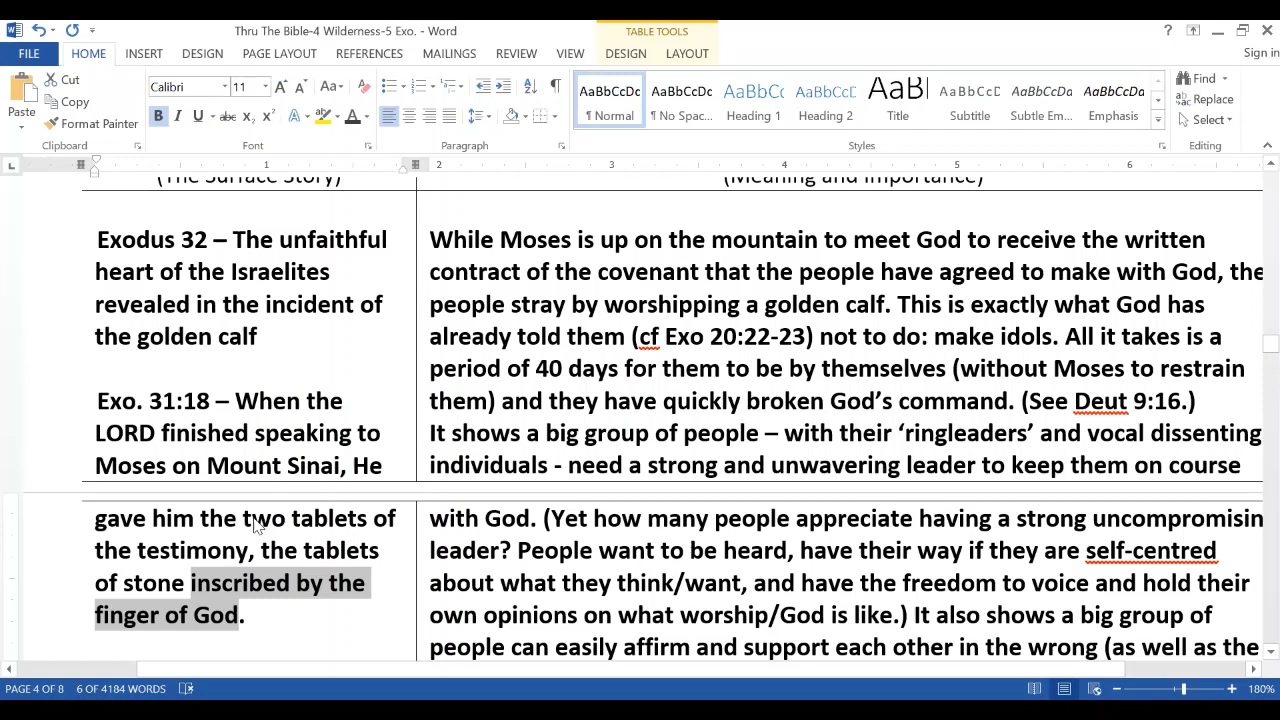 Thru The Bible-4 Wilderness-5 Exo. - Word
TABLE TOOLS
FILE HOME INSERT DESIGN PAGE LAYOUT REFERENCES MAILINGS REVIEW VIEW DESIGN LAYOUT
Sign in
Paste
Cut
Copy
Format Painter
Calibri 11
AaBbCcDc AaBbCcDc AaBbCc AaBbCcD AaBl AaBbCcD AaBbCcDc AaBbCcDc
¶ Normal ¶ No Spac... Heading 1 Heading 2 Title Subtitle Subtle Em... Emphasis
Find
Replace
Select
Clipboard Font Paragraph Styles Editing
1 2 3 4 5 6
(The Surface Story)
(Meaning and Importance)
Exodus 32 – The unfaithful
heart of the Israelites
revealed in the incident of
the golden calf
Exo. 31:18 – When the
LORD finished speaking to
Moses on Mount Sinai, He
gave him the two tablets of
the testimony, the tablets
of stone inscribed by the
finger of God.
While Moses is up on the mountain to meet God to receive the written
contract of the covenant that the people have agreed to make with God, the
people stray by worshipping a golden calf. This is exactly what God has
already told them (cf Exo 20:22-23) not to do: make idols. All it takes is a
period of 40 days for them to be by themselves (without Moses to restrain
them) and they have quickly broken God’s command. (See Deut 9:16.)
It shows a big group of people – with their ‘ringleaders’ and vocal dissenting
individuals - need a strong and unwavering leader to keep them on course
with God. (Yet how many people appreciate having a strong uncompromisin
leader? People want to be heard, have their way if they are self-centred
about what they think/want, and have the freedom to voice and hold their
own opinions on what worship/God is like.) It also shows a big group of
people can easily affirm and support each other in the wrong (as well as the
PAGE 4 OF 8 6 OF 4184 WORDS
180%